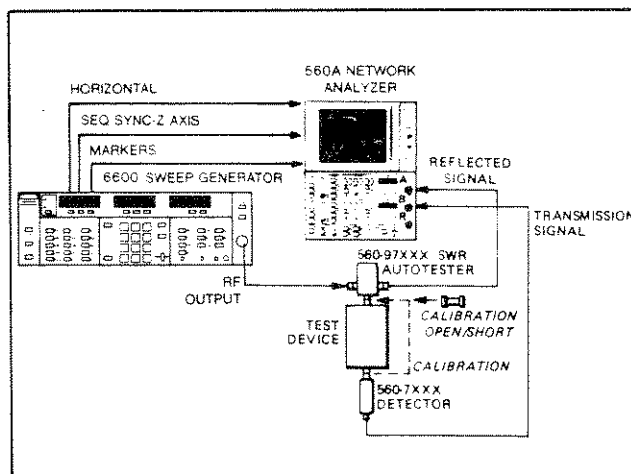 560A NETWORK
ANALYZER
HORIZONTAL
SEQ SYNC-Z AXIS
MARKERS
6600 SWEEP GENERATOR
A
B
R
REFLECTED
SIGNAL
TRANSMISSION
SIGNAL
560-97XXX SWR
AUTOTESTER
RF
OUTPUT
CALIBRATION
OPEN/SHORT
TEST
DEVICE
CALIBRATION
560-7XXX
DETECTOR